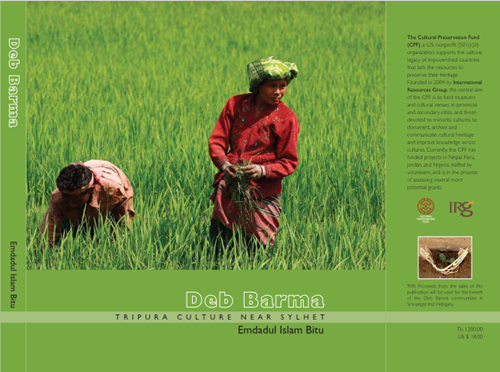 Deb Barma
Emdadul Islam Bitu
Deb Barma
TRIPURA CULTURE NEAR SYLHET
Emdadul Islam Bitu
The Cultural Preservation Fund
(CPF), a US, nonprofit (501(c)3)
organization, supports the cultural
legacy of impoverished countries
that lack the resources to
preserve their heritage.
Founded in 2004 by International
Resources Group, the central aim
of the CPF is to fund museums
and cultural venues in provincial
and secondary cities, and those
devoted to minority cultures, to
document, archive and
communicate cultural heritage
and improve knowledge across
cultures. Currently, the CPF has
funded projects in Nepal, Peru,
Jordan, and Nigeria, staffed by
volunteers, and is in the process
of assessing several more
potential grants.
IRG
With Proceeds from the sales of this
publication will be used for the benefit
of the Deb Barma communities in
Srimangal and
Tk. 1200.00
US $ 18.00